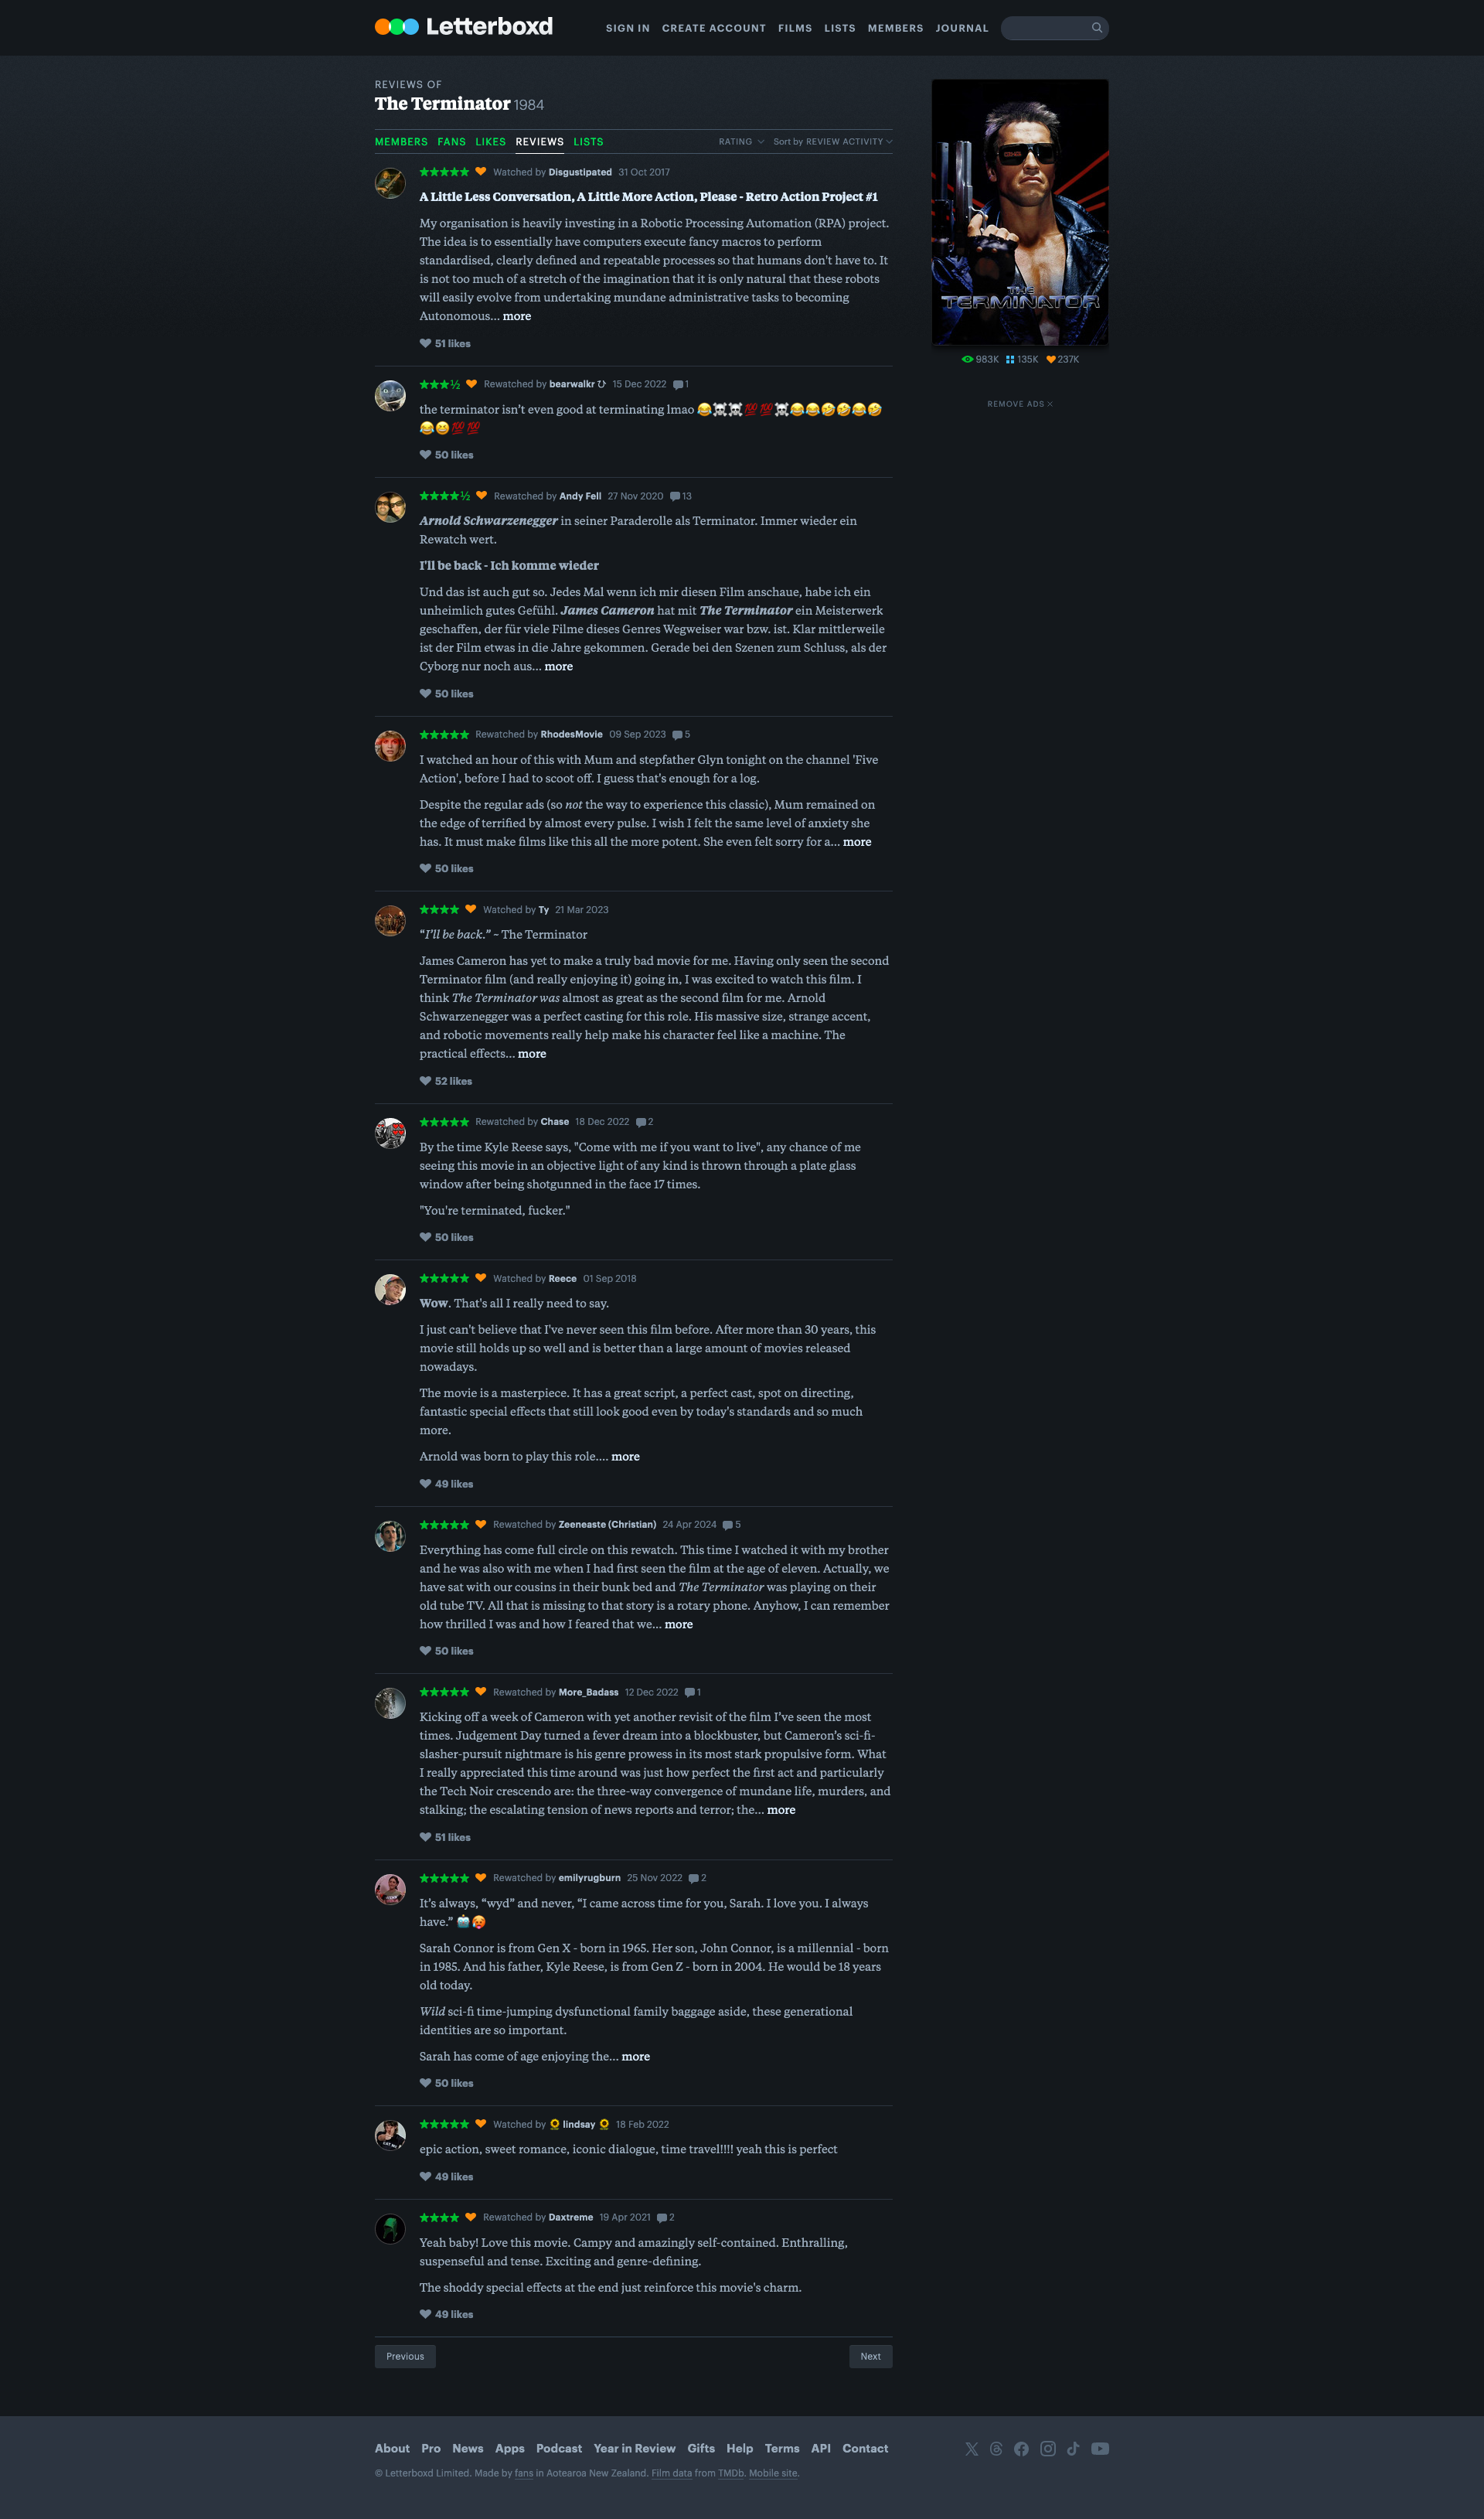 Letterboxd
SIGN IN CREATE ACCOUNT FILMS LISTS MEMBERS JOURNAL
REVIEWS OF
The Terminator 1984
MEMBERS FANS LIKES REVIEWS LISTS
RATING Sort by REVIEW ACTIVITY
Watched by Disgustipated 31 Oct 2017
A Little Less Conversation, A Little More Action, Please - Retro Action Project #1
My organisation is heavily investing in a Robotic Processing Automation (RPA) project.
The idea is to essentially have computers execute fancy macros to perform
standardised, clearly defined and repeatable processes so that humans don't have to. It
is not too much of a stretch of the imagination that it is only natural that these robots
will easily evolve from undertaking mundane administrative tasks to becoming
Autonomous… more
51 likes
★★★½ Rewatched by bearwalkr ひ 15 Dec 2022 1
the terminator isn't even good at terminating lmao 😂☠️☠️💯💯☠️😂😂🤣🤣😂🤣
😂😆💯💯
50 likes
★★★★½ Rewatched by Andy Fell 27 Nov 2020 13
Arnold Schwarzenegger in seiner Paraderolle als Terminator. Immer wieder ein
Rewatch wert.
I'll be back - Ich komme wieder
Und das ist auch gut so. Jedes Mal wenn ich mir diesen Film anschaue, habe ich ein
unheimlich gutes Gefühl. James Cameron hat mit The Terminator ein Meisterwerk
geschaffen, der für viele Filme dieses Genres Wegweiser war bzw. ist. Klar mittlerweile
ist der Film etwas in die Jahre gekommen. Gerade bei den Szenen zum Schluss, als der
Cyborg nur noch aus… more
50 likes
Rewatched by RhodesMovie 09 Sep 2023 5
I watched an hour of this with Mum and stepfather Glyn tonight on the channel 'Five
Action', before I had to scoot off. I guess that's enough for a log.
Despite the regular ads (so not the way to experience this classic), Mum remained on
the edge of terrified by almost every pulse. I wish I felt the same level of anxiety she
has. It must make films like this all the more potent. She even felt sorry for a… more
50 likes
Watched by Ty 21 Mar 2023
“I'll be back.” ~ The Terminator
James Cameron has yet to make a truly bad movie for me. Having only seen the second
Terminator film (and really enjoying it) going in, I was excited to watch this film. I
think The Terminator was almost as great as the second film for me. Arnold
Schwarzenegger was a perfect casting for this role. His massive size, strange accent,
and robotic movements really help make his character feel like a machine. The
practical effects… more
52 likes
Rewatched by Chase 18 Dec 2022 2
By the time Kyle Reese says, "Come with me if you want to live", any chance of me
seeing this movie in an objective light of any kind is thrown through a plate glass
window after being shotgunned in the face 17 times.
"You're terminated, fucker."
50 likes
Watched by Reece 01 Sep 2018
Wow. That's all I really need to say.
I just can't believe that I've never seen this film before. After more than 30 years, this
movie still holds up so well and is better than a large amount of movies released
nowadays.
The movie is a masterpiece. It has a great script, a perfect cast, spot on directing,
fantastic special effects that still look good even by today's standards and so much
more.
Arnold was born to play this role.… more
49 likes
Rewatched by Zeeneaste (Christian) 24 Apr 2024 5
Everything has come full circle on this rewatch. This time I watched it with my brother
and he was also with me when I had first seen the film at the age of eleven. Actually, we
have sat with our cousins in their bunk bed and The Terminator was playing on their
old tube TV. All that is missing to that story is a rotary phone. Anyhow, I can remember
how thrilled I was and how I feared that we… more
50 likes
Rewatched by More_Badass 12 Dec 2022 1
Kicking off a week of Cameron with yet another revisit of the film I've seen the most
times. Judgement Day turned a fever dream into a blockbuster, but Cameron's sci-fi-
slasher-pursuit nightmare is his genre prowess in its most stark propulsive form. What
I really appreciated this time around was just how perfect the first act and particularly
the Tech Noir crescendo are: the three-way convergence of mundane life, murders, and
stalking; the escalating tension of news reports and terror; the… more
51 likes
Rewatched by emilyrugburn 25 Nov 2022 2
It's always, “wyd” and never, “I came across time for you, Sarah. I love you. I always
have.” 🤖🥵
Sarah Connor is from Gen X - born in 1965. Her son, John Connor, is a millennial - born
in 1985. And his father, Kyle Reese, is from Gen Z - born in 2004. He would be 18 years
old today.
Wild sci-fi time-jumping dysfunctional family baggage aside, these generational
identities are so important.
Sarah has come of age enjoying the… more
50 likes
Watched by 🌻 lindsay 🌻 18 Feb 2022
epic action, sweet romance, iconic dialogue, time travel!!!! yeah this is perfect
49 likes
Rewatched by Daxtreme 19 Apr 2021 2
Yeah baby! Love this movie. Campy and amazingly self-contained. Enthralling,
suspenseful and tense. Exciting and genre-defining.
The shoddy special effects at the end just reinforce this movie's charm.
49 likes
Previous Next
THE
TERMINATOR
983K 135K 237K
REMOVE ADS
About Pro News Apps Podcast Year in Review Gifts Help Terms API Contact
© Letterboxd Limited. Made by fans in Aotearoa New Zealand. Film data from TMDb. Mobile site.